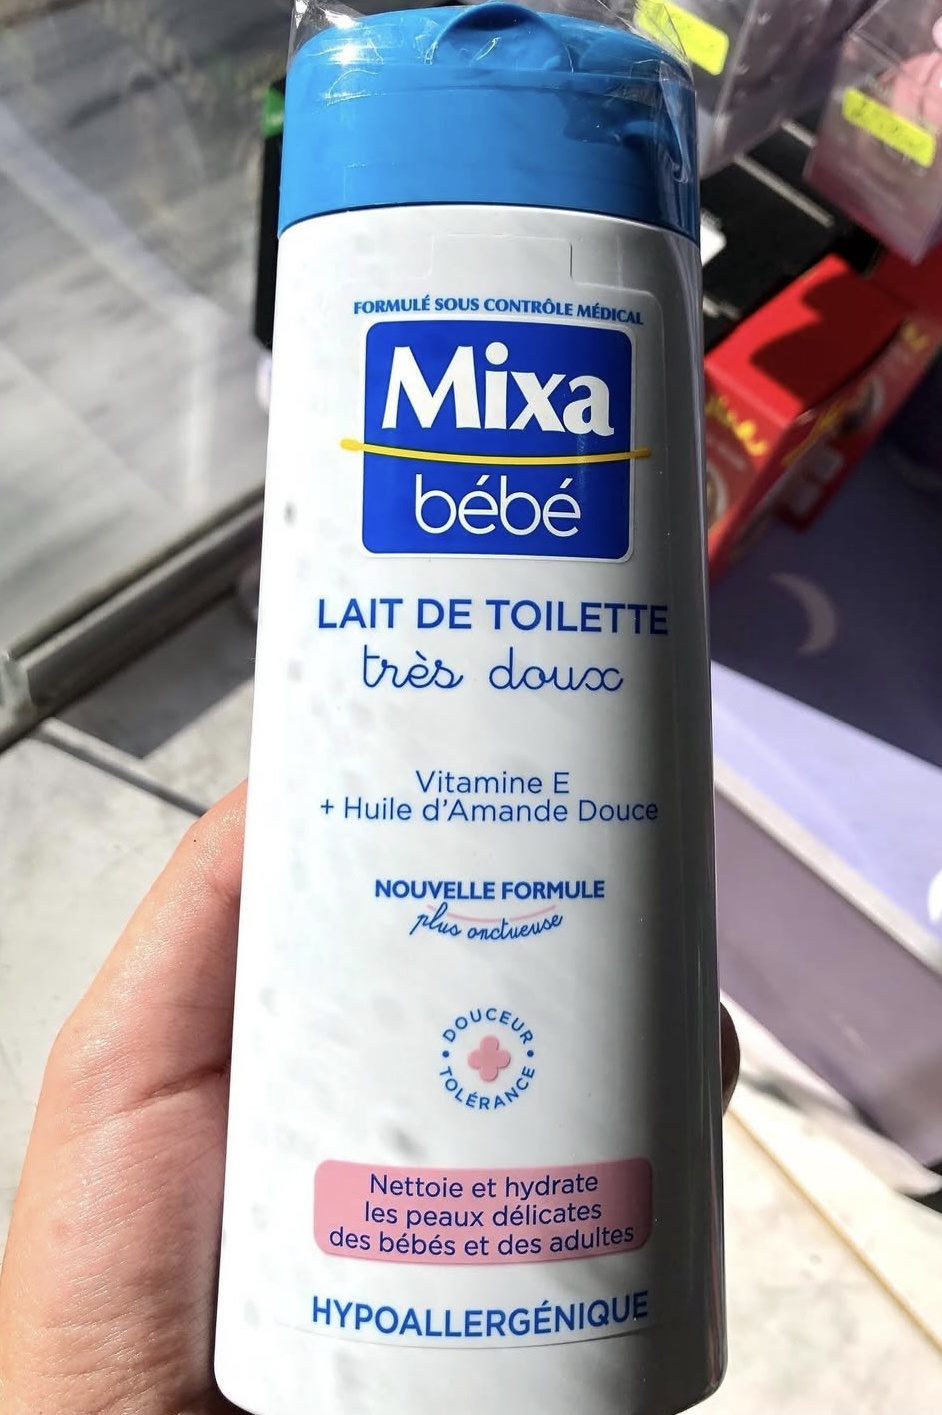 FORMULÉ SOUS CONTRÔLE MÉDICAL
Mixa
bébé
LAIT DE TOILETTE
très doux
Vitamine E
+ Huile d'Amande Douce
NOUVELLE FORMULE
plus onctueuse
DOUCEUR
TOLÉRANCE
Nettoie et hydrate
les peaux délicates
des bébés et des adultes
HYPOALLERGÉNIQUE